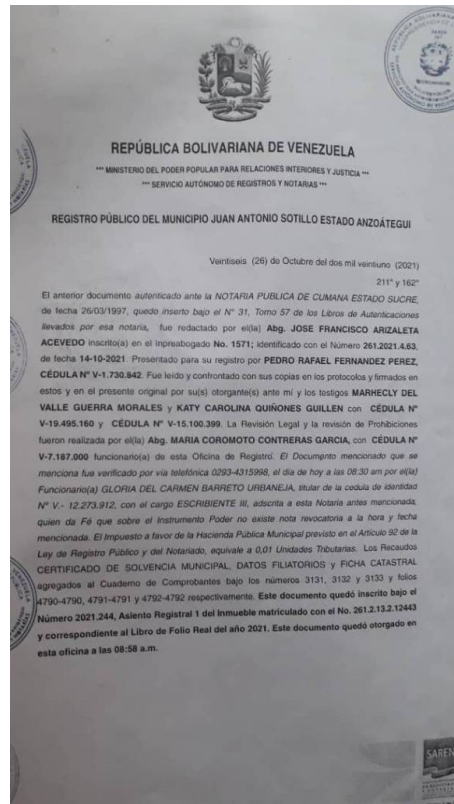 REPÚBLICA BOLIVARIANA DE VENEZUELA
*** MINISTERIO DEL PODER POPULAR PARA RELACIONES INTERIORES Y JUSTICIA ***
*** SERVICIO AUTÓNOMO DE REGISTROS Y NOTARIAS ***
REGISTRO PÚBLICO DEL MUNICIPIO JUAN ANTONIO SOTILLO ESTADO ANZOÁTEGUI
Veintiseis (26) de Octubre del dos mil veintiuno (2021)
211° y 162°
El anterior documento autenticado ante la NOTARIA PUBLICA DE CUMANA ESTADO SUCRE,
de fecha 26/03/1997, quedo inserto bajo el N° 31, Tomo 57 de los Libros de Autenticaciones
llevados por esa notaria, fue redactado por el(la) Abg. JOSE FRANCISCO ARIZALETA
ACEVEDO inscrito(a) en el Inpreabogado No. 1571; identificado con el Número 261.2021.4.63,
de fecha 14-10-2021. Presentado para su registro por PEDRO RAFAEL FERNANDEZ PEREZ,
CÉDULA N° V-1.730.842. Fue leído y confrontado con sus copias en los protocolos y firmados en
estos y en el presente original por su(s) otorgante(s) ante mí y los testigos MARHECLY DEL
VALLE GUERRA MORALES y KATY CAROLINA QUIÑONES GUILLEN con CÉDULA N°
V-19.495.160 y CÉDULA N° V-15.100.399. La Revisión Legal y la revisión de Prohibiciones
fueron realizada por el(la) Abg. MARIA COROMOTO CONTRERAS GARCIA, con CÉDULA N°
V-7.187.000 funcionario(a) de esta Oficina de Registro. El Documento mencionado que se
menciona fue verificado por vía telefónica 0293-4315998, el día de hoy a las 08:30 am por el(la)
Funcionario(a) GLORIA DEL CARMEN BARRETO URBANEJA, titular de la cedula de identidad
N° V.- 12.273.912, con el cargo ESCRIBIENTE III, adscrita a esta Notaria antes mencionada,
quien da Fé que sobre el Instrumento Poder no existe nota revocatoria a la hora y fecha
mencionada. El Impuesto a favor de la Hacienda Pública Municipal previsto en el Artículo 92 de la
Ley de Registro Público y del Notariado, equivale a 0,01 Unidades Tributarias. Los Recaudos
CERTIFICADO DE SOLVENCIA MUNICIPAL, DATOS FILIATORIOS y FICHA CATASTRAL
agregados al Cuaderno de Comprobantes bajo los números 3131, 3132 y 3133 y folios
4790-4790, 4791-4791 y 4792-4792 respectivamente. Este documento quedó inscrito bajo el
Número 2021.244, Asiento Registral 1 del Inmueble matriculado con el No. 261.2.13.2.12443
y correspondiente al Libro de Folio Real del año 2021. Este documento quedó otorgado en
esta oficina a las 08:58 a.m.
SAREN